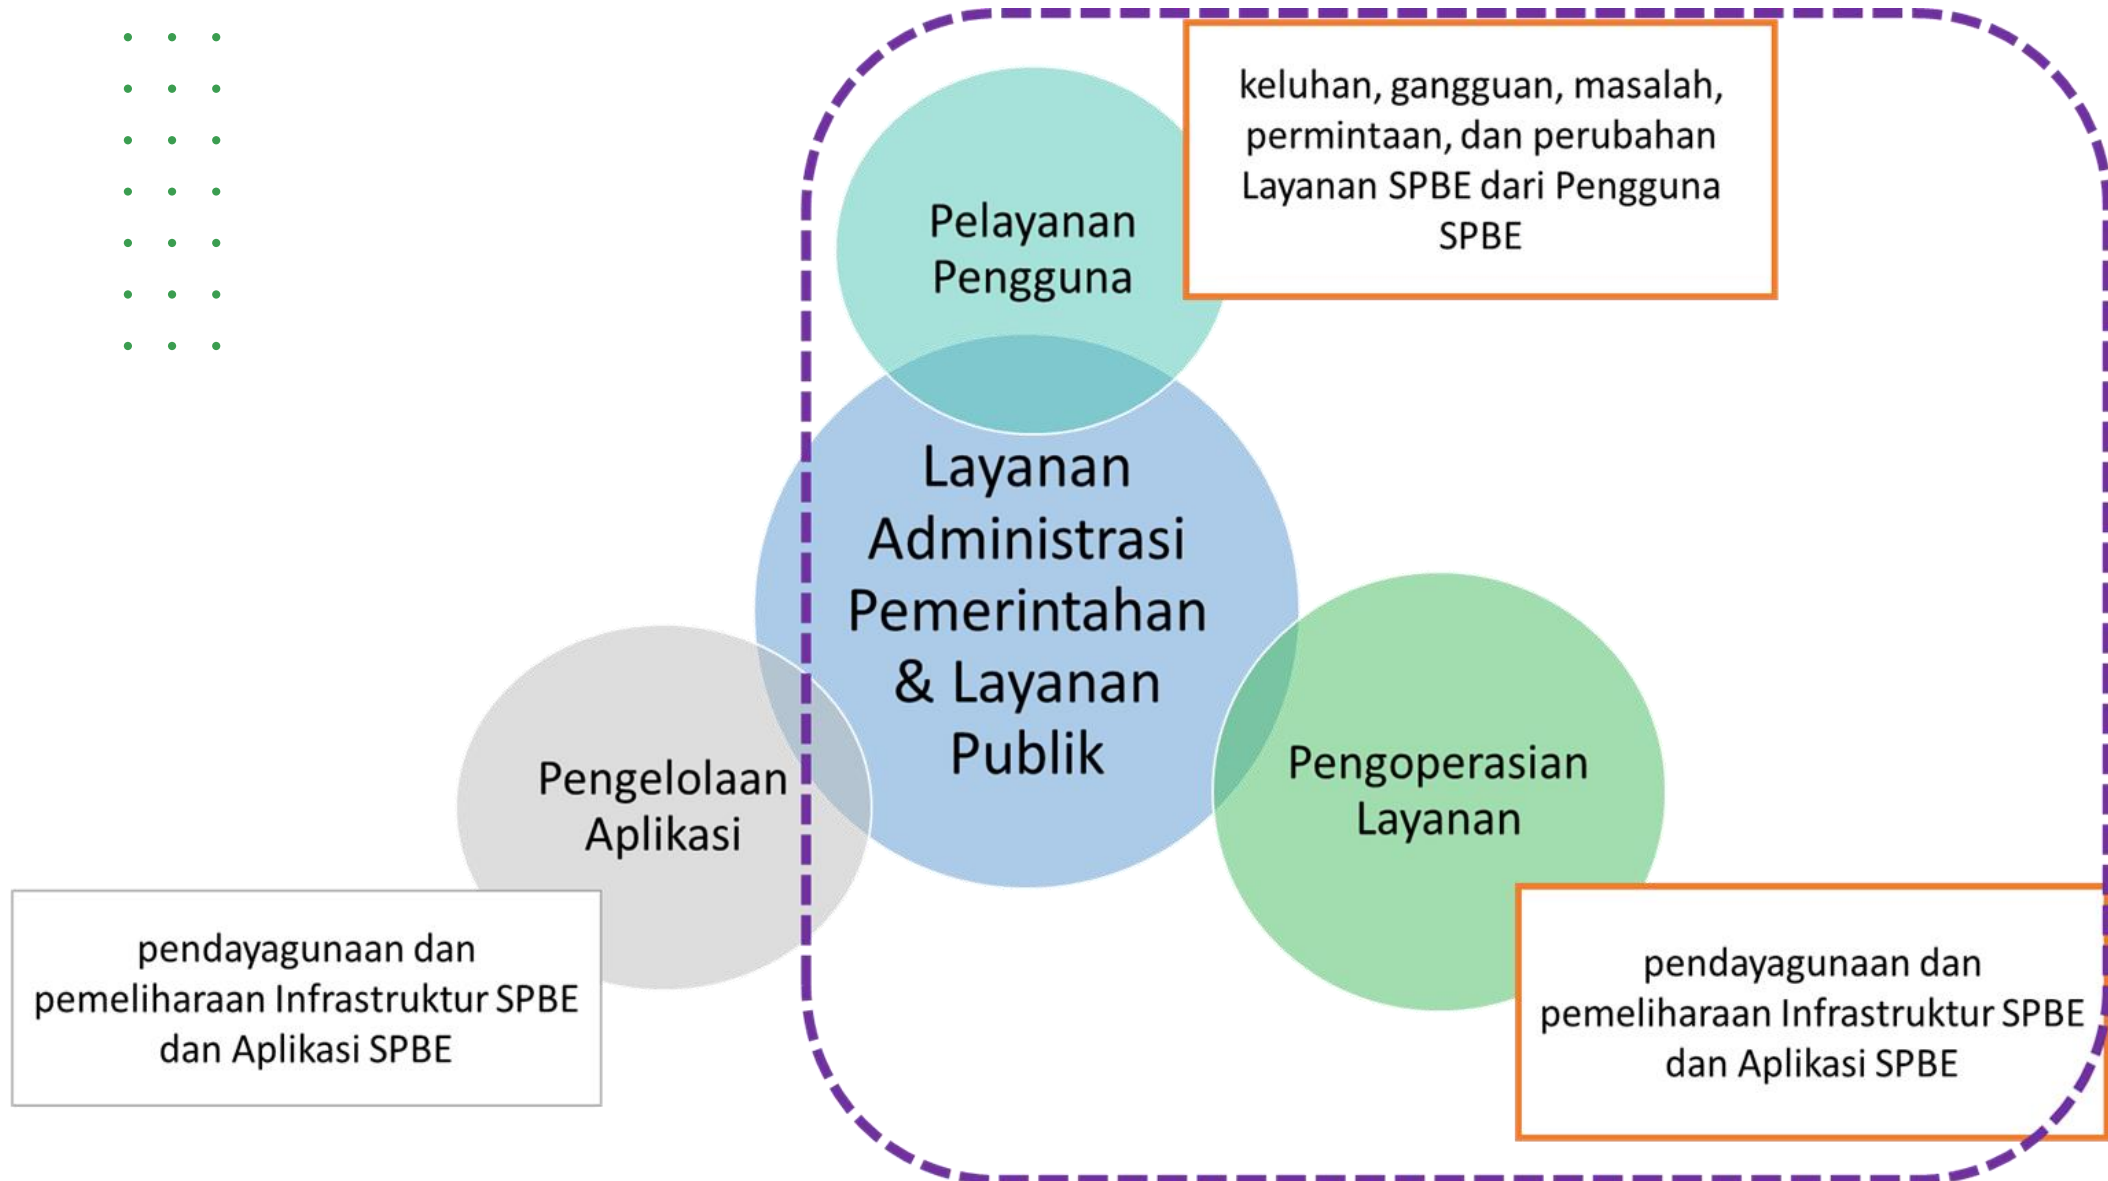 keluhan, gangguan, masalah,
permintaan, dan perubahan
Layanan SPBE dari Pengguna
SPBE
Pelayanan
Pengguna
Layanan
Administrasi
Pemerintahan
& Layanan
Publik
Pengelolaan
Aplikasi
Pengoperasian
Layanan
pendayagunaan dan
pemeliharaan Infrastruktur SPBE
dan Aplikasi SPBE
pendayagunaan dan
pemeliharaan Infrastruktur SPBE
dan Aplikasi SPBE